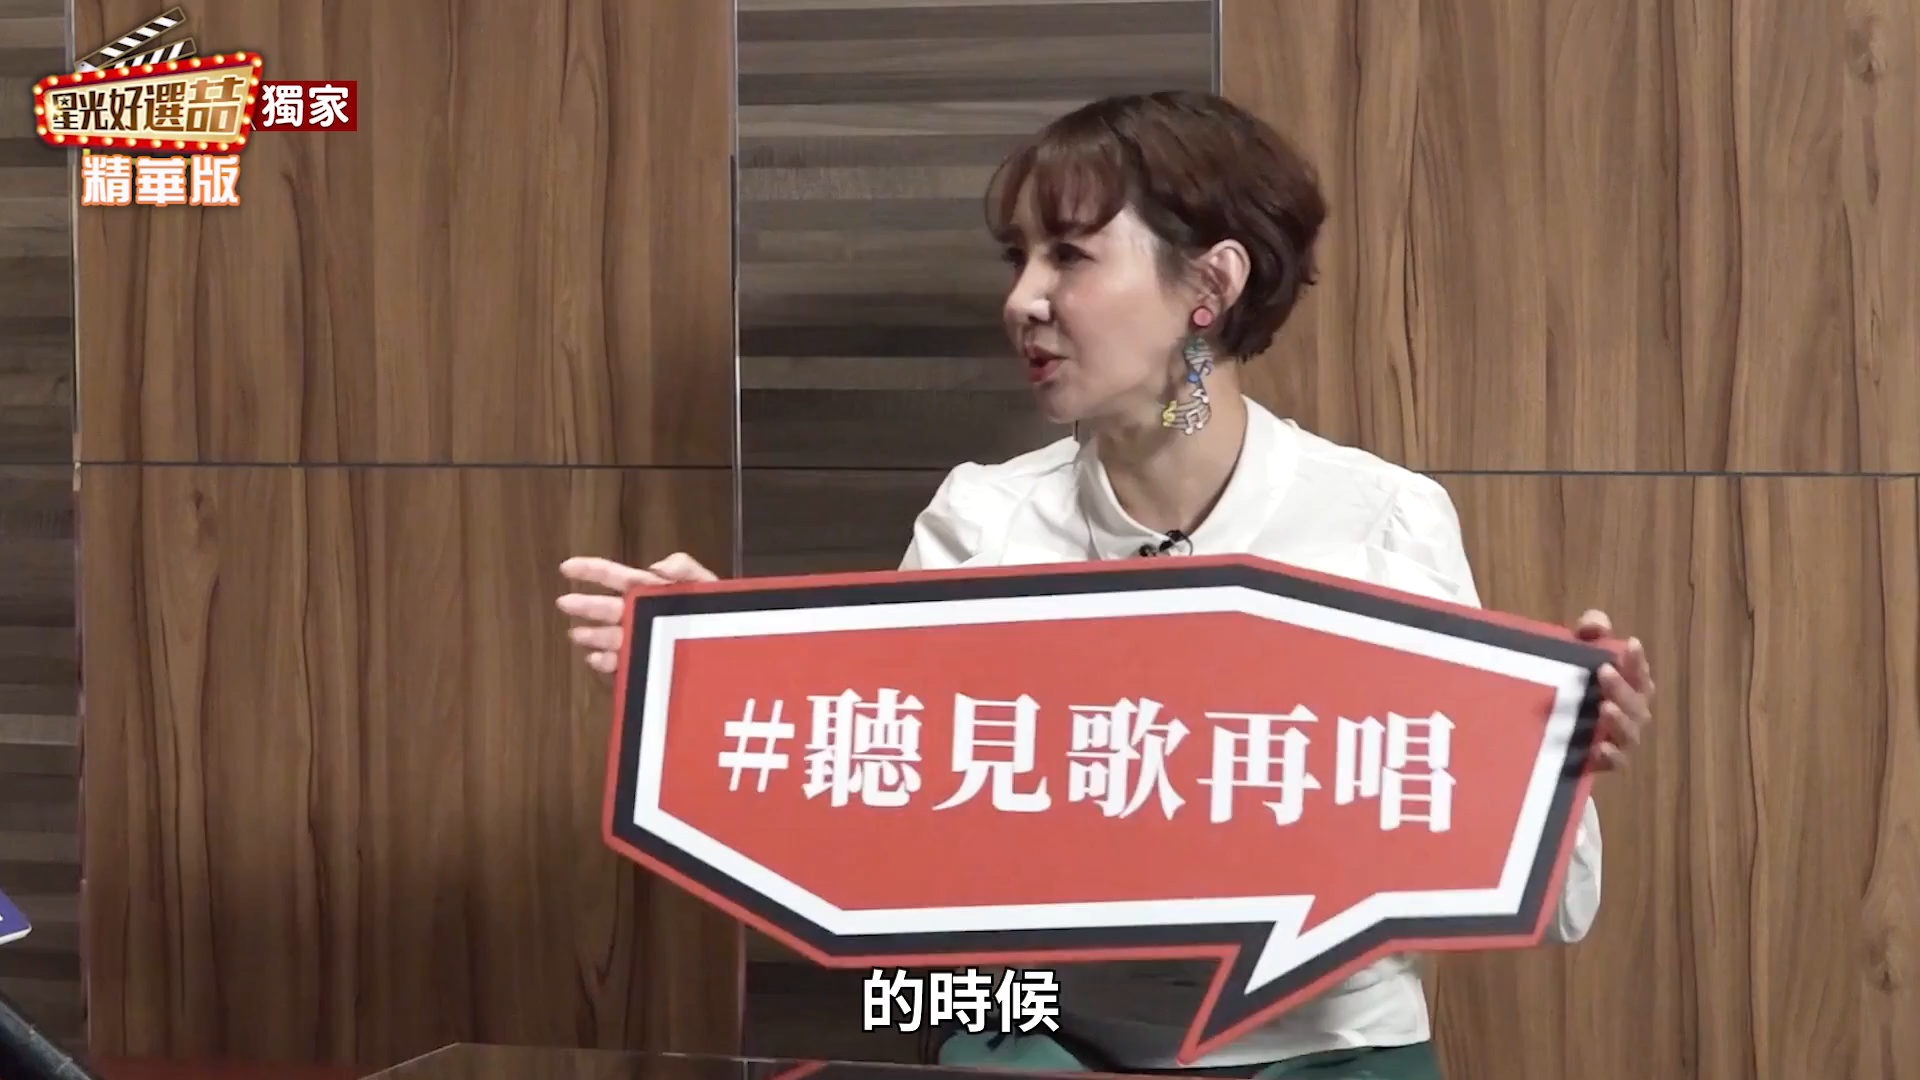 星光好選喆
獨家
精華版
#聽見歌再唱
的時候